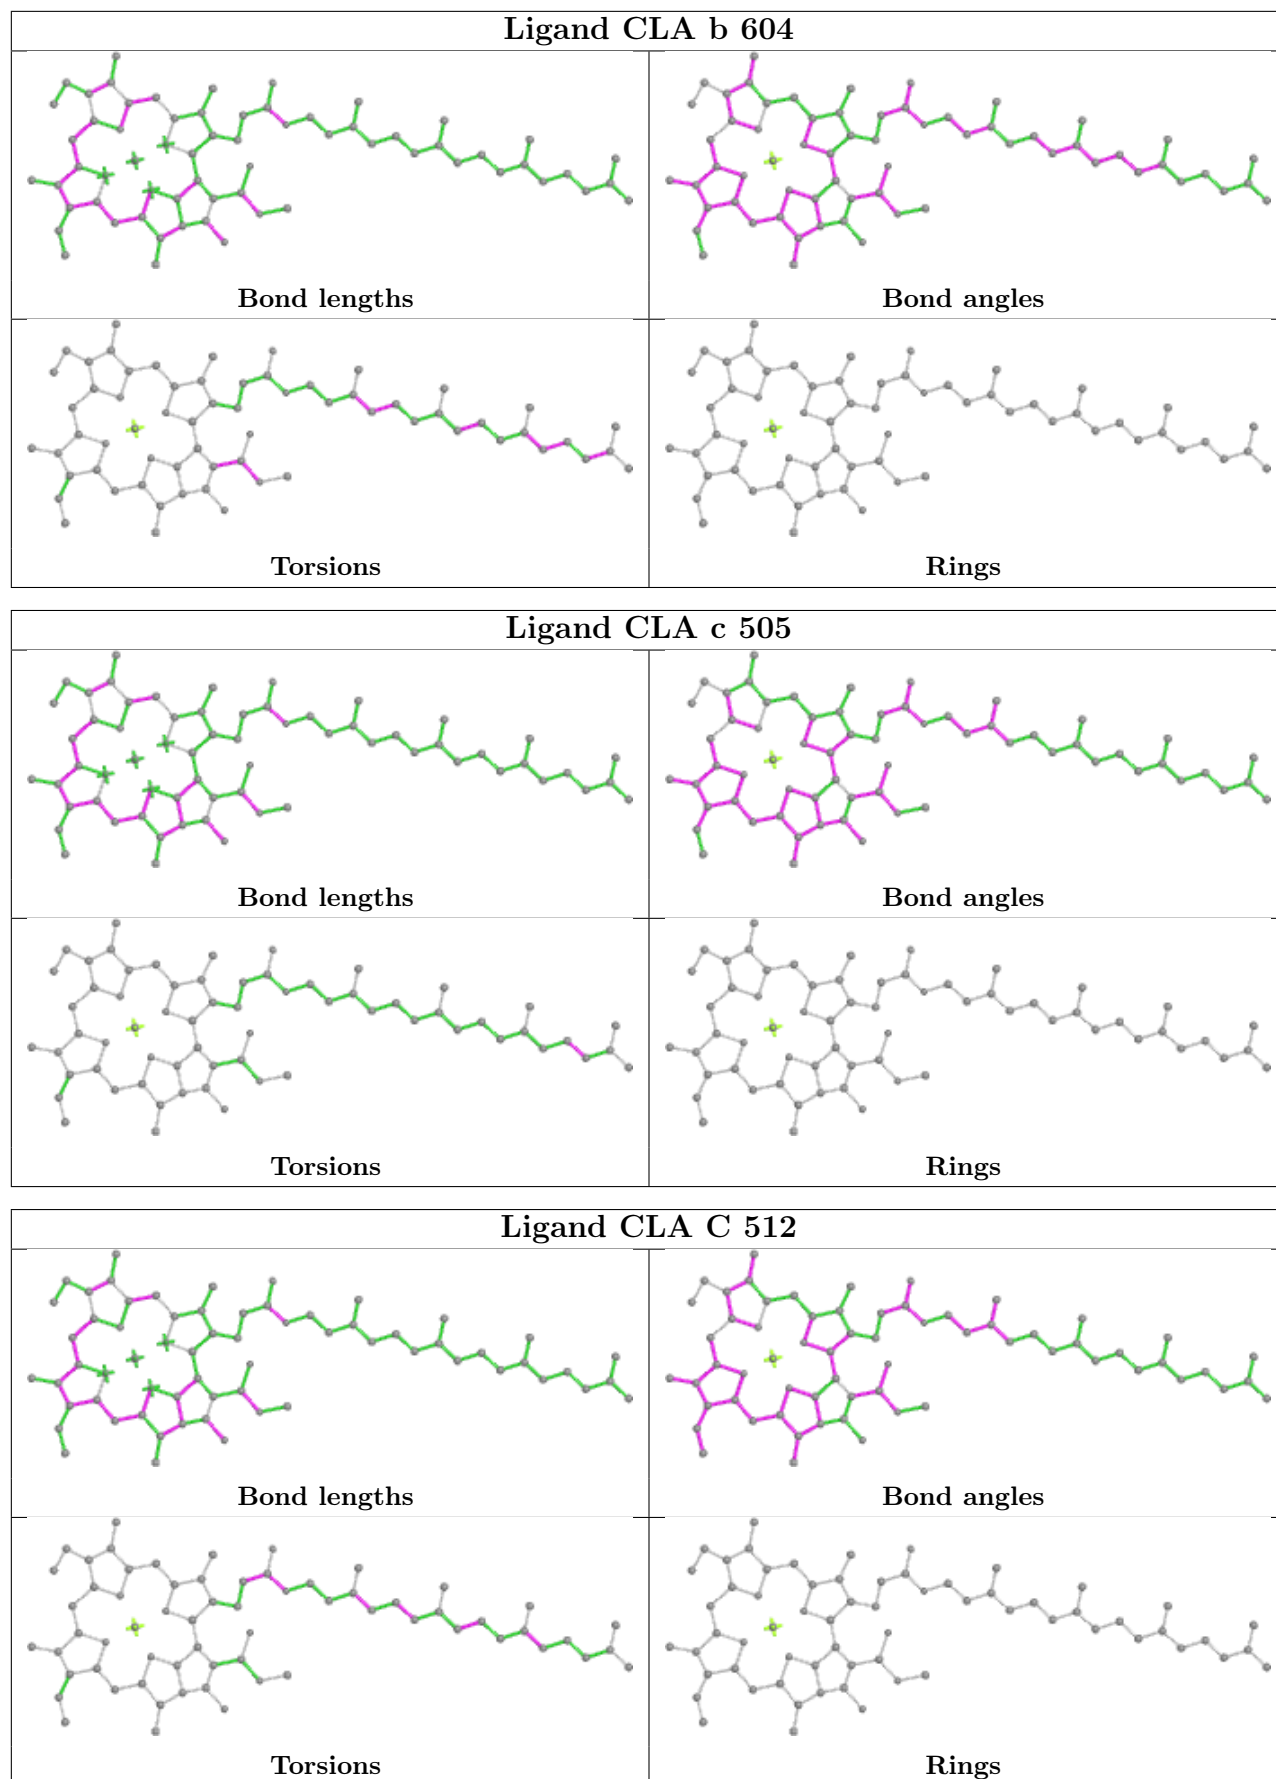 Ligand CLA b 604
Bond lengths
Bond angles
Torsions
Rings
Ligand CLA c 505
Bond lengths
Bond angles
Torsions
Rings
Ligand CLA C 512
Bond lengths
Bond angles
Torsions
Rings